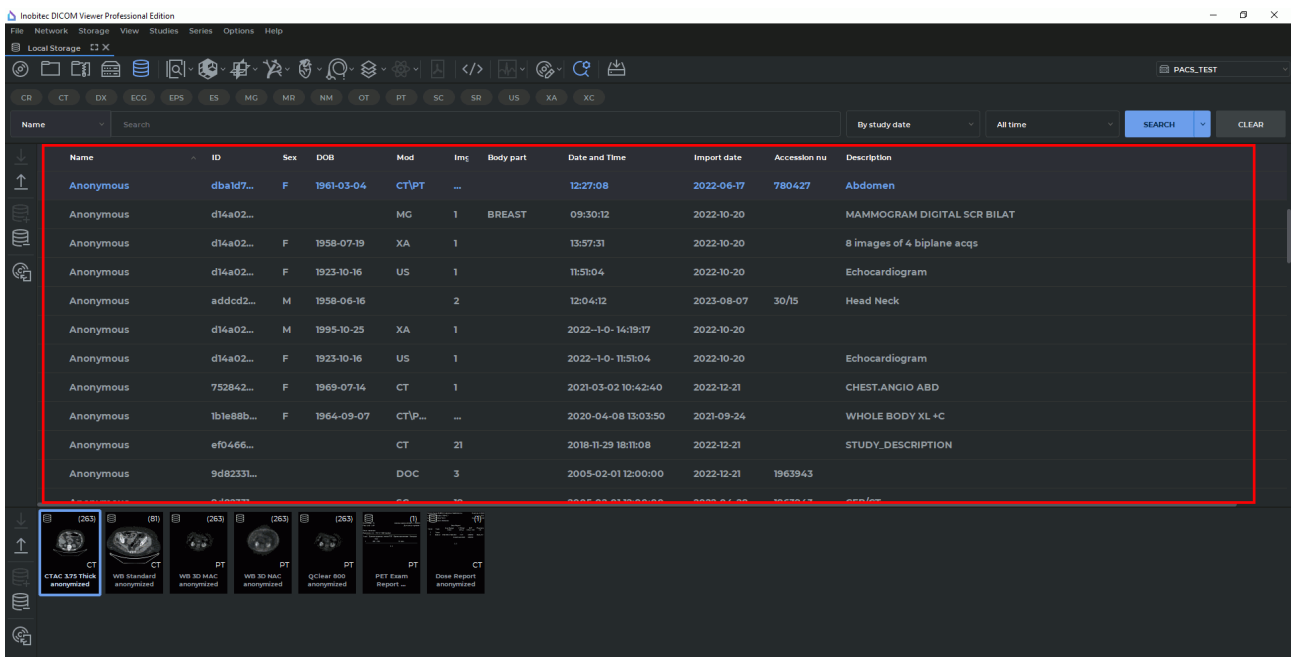 Inobitec DICOM Viewer Professional Edition
File Network Storage View Studies Series Options Help
Local Storage
PACS_TEST
CR CT DX ECG EPS ES MG MR NM OT PT SC SR US XA XC
Name Search By study date All time SEARCH CLEAR
Name ID Sex DOB Mod Img Body part Date and Time Import date Accession nu Description
Anonymous dba1d7... F 1961-03-04 CT\PT ... 12:27:08 2022-06-17 780427 Abdomen
Anonymous d14a02... MG 1 BREAST 09:30:12 2022-10-20 MAMMOGRAM DIGITAL SCR BILAT
Anonymous d14a02... F 1958-07-19 XA 1 13:57:31 2022-10-20 8 images of 4 biplane acqs
Anonymous d14a02... F 1923-10-16 US 1 11:51:04 2022-10-20 Echocardiogram
Anonymous addcd2... M 1958-06-16 2 12:04:12 2023-08-07 30/15 Head Neck
Anonymous d14a02... M 1995-10-25 XA 1 2022--1-0- 14:19:17 2022-10-20
Anonymous d14a02... F 1923-10-16 US 1 2022--1-0- 11:51:04 2022-10-20 Echocardiogram
Anonymous 752842... F 1969-07-14 CT 1 2021-03-02 10:42:40 2022-12-21 CHEST.ANGIO ABD
Anonymous 1b1e88b... F 1964-09-07 CT\P... ... 2020-04-08 13:03:50 2021-09-24 WHOLE BODY XL +C
Anonymous ef0466... CT 21 2018-11-29 18:11:08 2022-12-21 STUDY_DESCRIPTION
Anonymous 9d82331... DOC 3 2005-02-01 12:00:00 2022-12-21 1963943
(263) (81) (263) (263) (263) (1) (1)
CT CT PT PT PT PT CT
CTAC 3.75 Thick WB Standard WB 3D MAC WB 3D NAC QClear 800 PET Exam Dose Report
anonymized anonymized anonymized anonymized anonymized Report ... anonymized